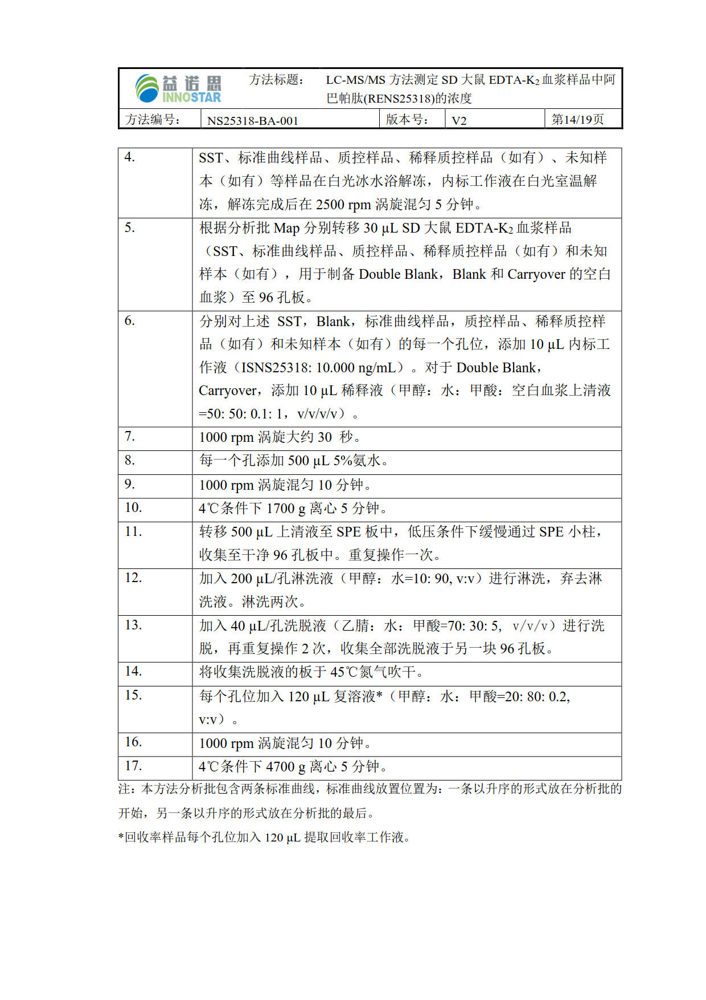 益诺思
INNOSTAR
方法标题： LC-MS/MS 方法测定 SD 大鼠 EDTA-K2 血浆样品中阿
巴帕肽(RENS25318)的浓度
方法编号： NS25318-BA-001 版本号： V2 第14/19页
4. SST、标准曲线样品、质控样品、稀释质控样品（如有）、未知样
本（如有）等样品在白光冰水浴解冻，内标工作液在白光室温解
冻，解冻完成后在 2500 rpm 涡旋混匀 5 分钟。
5. 根据分析批 Map 分别转移 30 µL SD 大鼠 EDTA-K2 血浆样品
（SST、标准曲线样品、质控样品、稀释质控样品（如有）和未知
样本（如有），用于制备 Double Blank，Blank 和 Carryover 的空白
血浆）至 96 孔板。
6. 分别对上述 SST，Blank，标准曲线样品，质控样品、稀释质控样
品（如有）和未知样本（如有）的每一个孔位，添加 10 µL 内标工
作液（ISNS25318: 10.000 ng/mL）。对于 Double Blank，
Carryover，添加 10 µL 稀释液（甲醇：水：甲酸：空白血浆上清液
=50: 50: 0.1: 1，v/v/v/v）。
7. 1000 rpm 涡旋大约 30 秒。
8. 每一个孔添加 500 µL 5%氨水。
9. 1000 rpm 涡旋混匀 10 分钟。
10. 4℃条件下 1700 g 离心 5 分钟。
11. 转移 500 µL 上清液至 SPE 板中，低压条件下缓慢通过 SPE 小柱，
收集至干净 96 孔板中。重复操作一次。
12. 加入 200 µL/孔淋洗液（甲醇：水=10: 90, v:v）进行淋洗，弃去淋
洗液。淋洗两次。
13. 加入 40 µL/孔洗脱液（乙腈：水：甲酸=70: 30: 5, v/v/v）进行洗
脱，再重复操作 2 次，收集全部洗脱液于另一块 96 孔板。
14. 将收集洗脱液的板于 45℃氮气吹干。
15. 每个孔位加入 120 µL 复溶液*（甲醇：水：甲酸=20: 80: 0.2,
v:v）。
16. 1000 rpm 涡旋混匀 10 分钟。
17. 4℃条件下 4700 g 离心 5 分钟。
注：本方法分析批包含两条标准曲线，标准曲线放置位置为：一条以升序的形式放在分析批的
开始，另一条以升序的形式放在分析批的最后。
*回收率样品每个孔位加入 120 µL 提取回收率工作液。